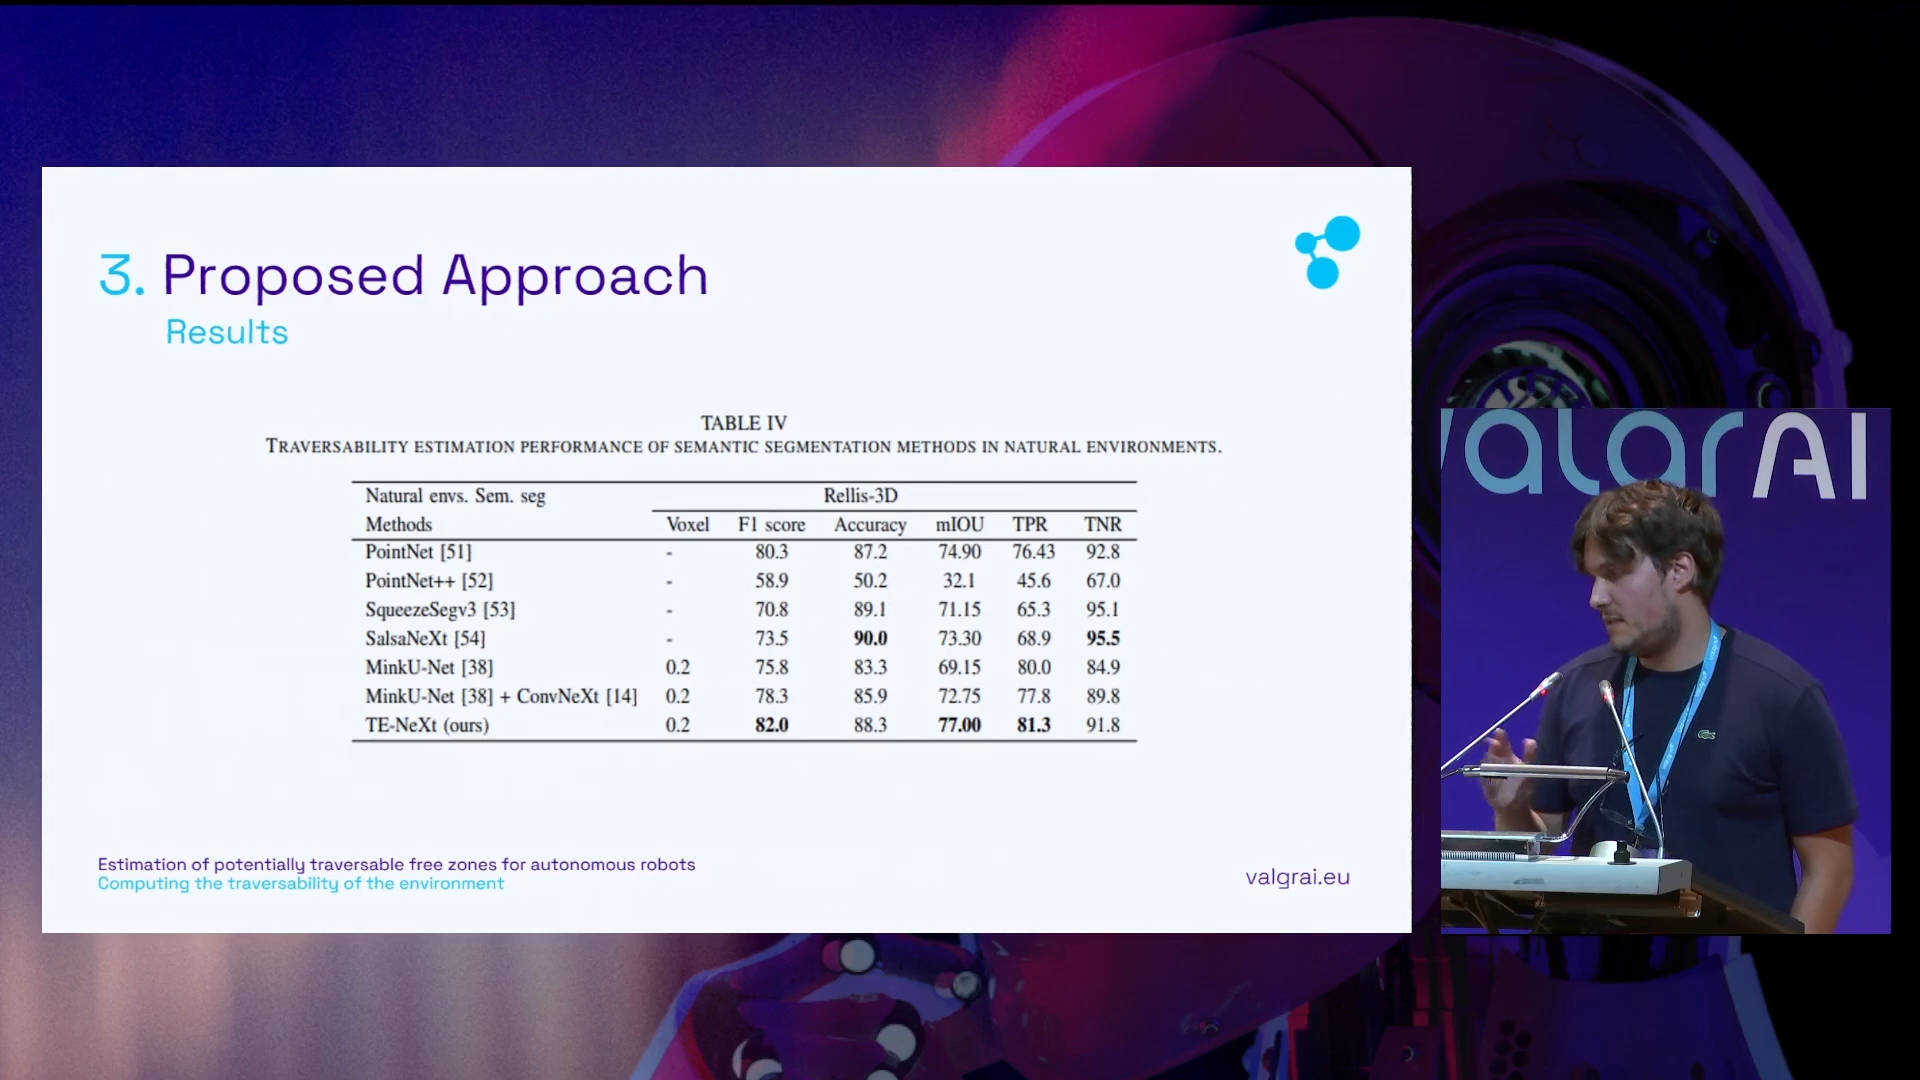 3. Proposed Approach
Results
TABLE IV
TRAVERSABILITY ESTIMATION PERFORMANCE OF SEMANTIC SEGMENTATION METHODS IN NATURAL ENVIRONMENTS.
Natural envs. Sem. seg Rellis-3D
Methods Voxel F1 score Accuracy mIOU TPR TNR
PointNet [51] - 80.3 87.2 74.90 76.43 92.8
PointNet++ [52] - 58.9 50.2 32.1 45.6 67.0
SqueezeSegv3 [53] - 70.8 89.1 71.15 65.3 95.1
SalsaNeXt [54] - 73.5 90.0 73.30 68.9 95.5
MinkU-Net [38] 0.2 75.8 83.3 69.15 80.0 84.9
MinkU-Net [38] + ConvNeXt [14] 0.2 78.3 85.9 72.75 77.8 89.8
TE-NeXt (ours) 0.2 82.0 88.3 77.00 81.3 91.8
Estimation of potentially traversable free zones for autonomous robots
Computing the traversability of the environment
valgrai.eu